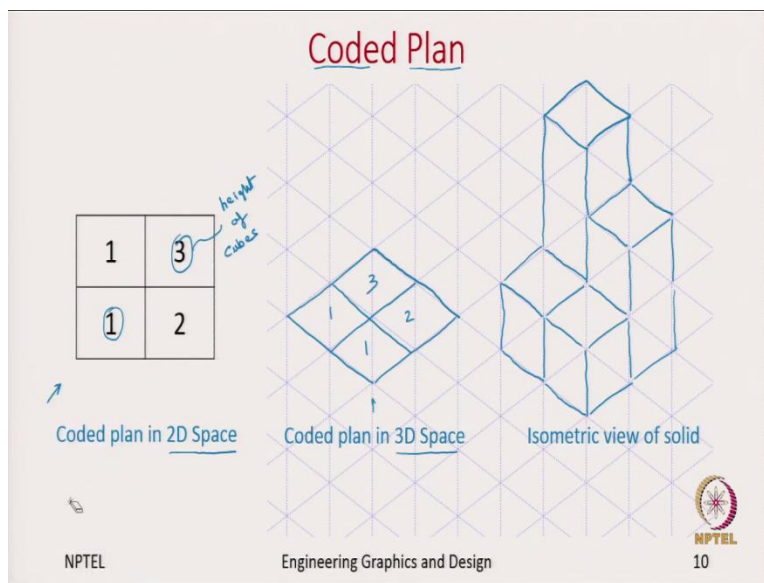 Coded Plan
1 3
1 2
height
of
cubes
3
1 2
1
Coded plan in 2D Space
Coded plan in 3D Space
Isometric view of solid
NPTEL
NPTEL
Engineering Graphics and Design
10